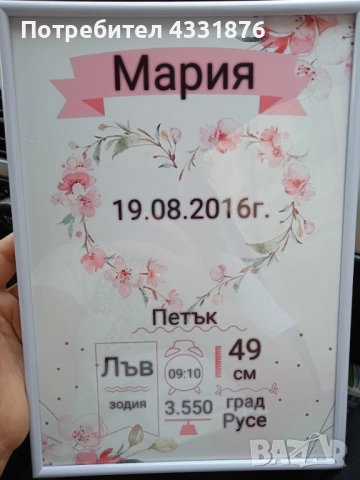 Потребител 4331876
Мария
19.08.2016г.
Петък
Лъв
зодия
09:10
49
см
3.550
град
Русе
BAZAR